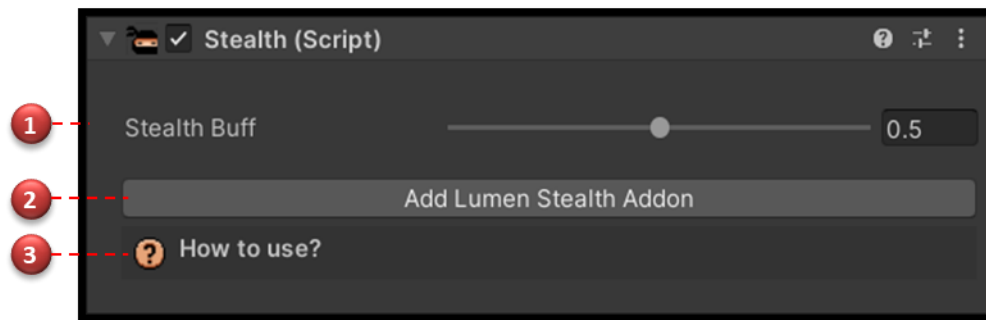 Stealth (Script)
1 Stealth Buff 0.5
2 Add Lumen Stealth Addon
3 How to use?